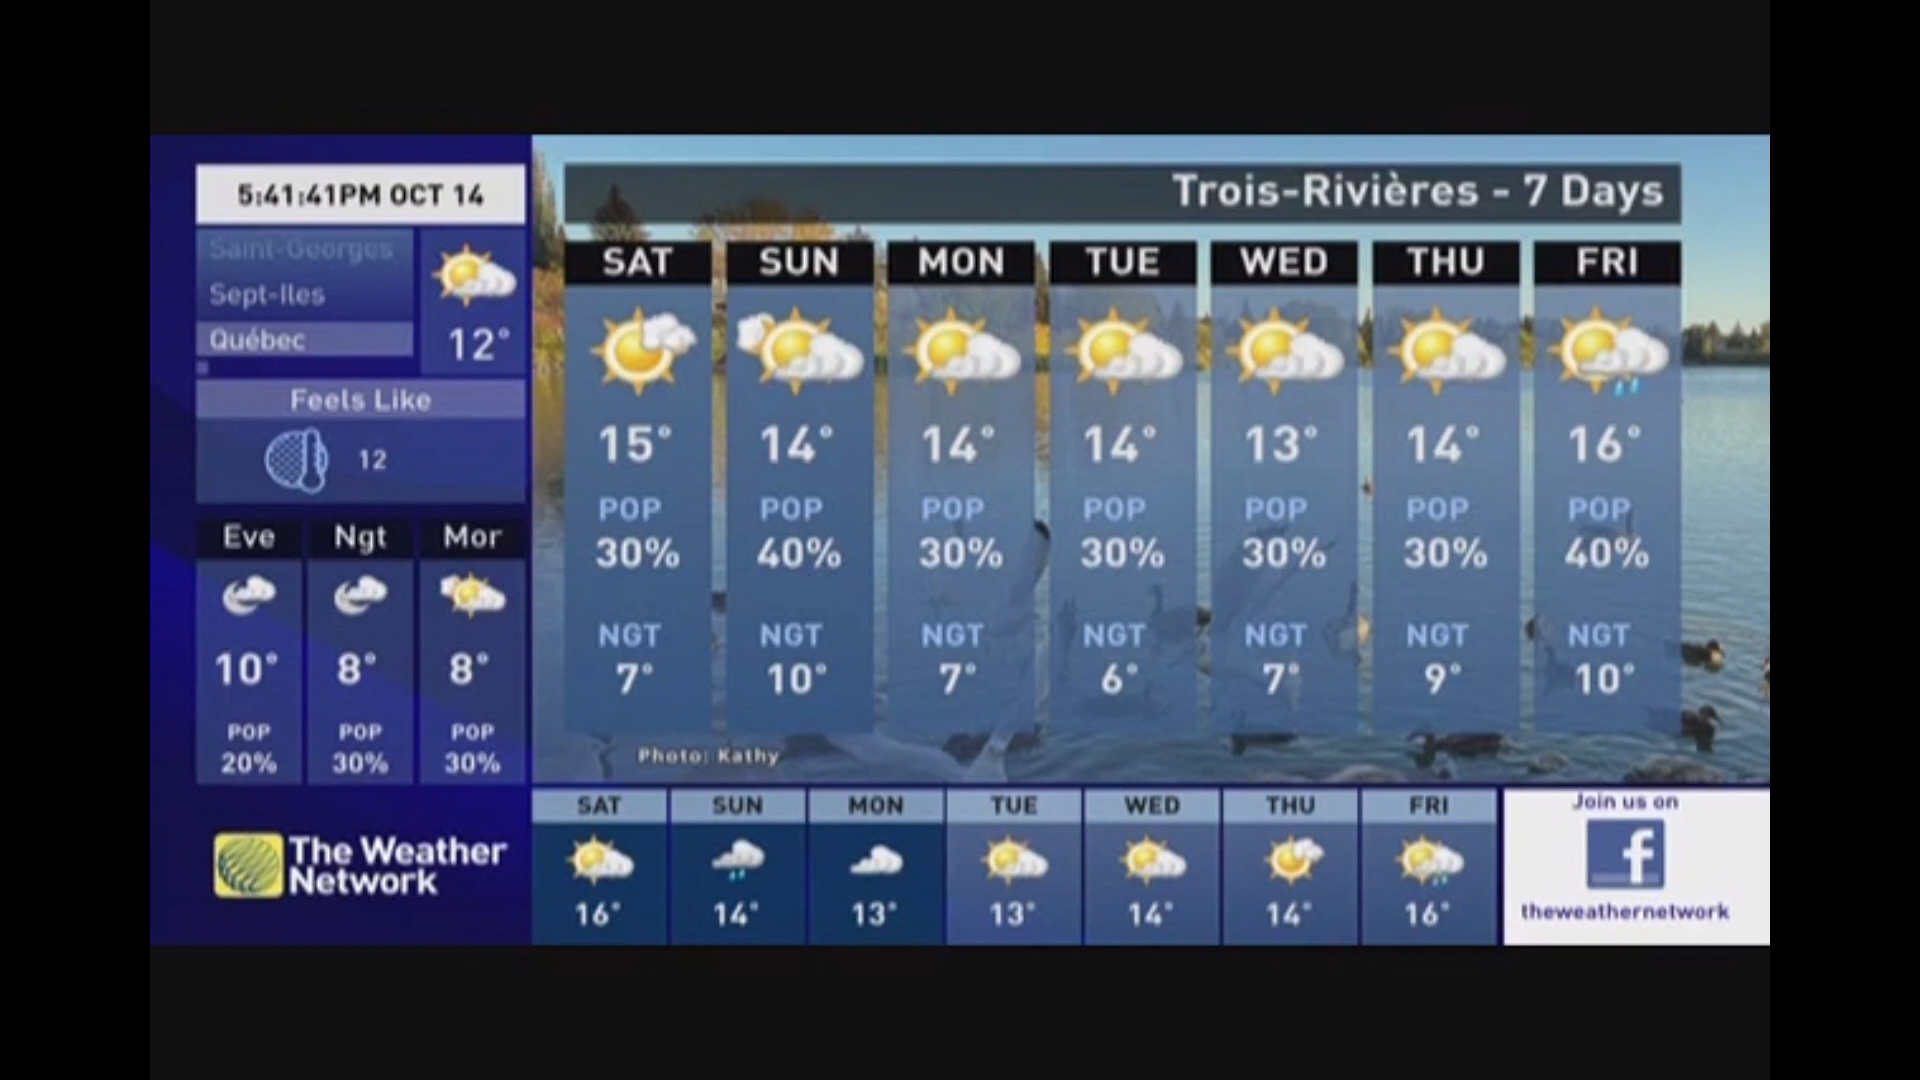 5:41:41PM OCT 14
Saint-Georges
Sept-Iles
Québec
12°
Feels Like
12
Eve Ngt Mor
10° 8° 8°
POP POP POP
20% 30% 30%
The Weather
Network
Trois-Rivières - 7 Days
SAT SUN MON TUE WED THU FRI
15° 14° 14° 14° 13° 14° 16°
POP POP POP POP POP POP POP
30% 40% 30% 30% 30% 30% 40%
NGT NGT NGT NGT NGT NGT NGT
7° 10° 7° 6° 7° 9° 10°
Photo: Kathy
SAT SUN MON TUE WED THU FRI
16° 14° 13° 13° 14° 14° 16°
Join us on
f
theweathernetwork